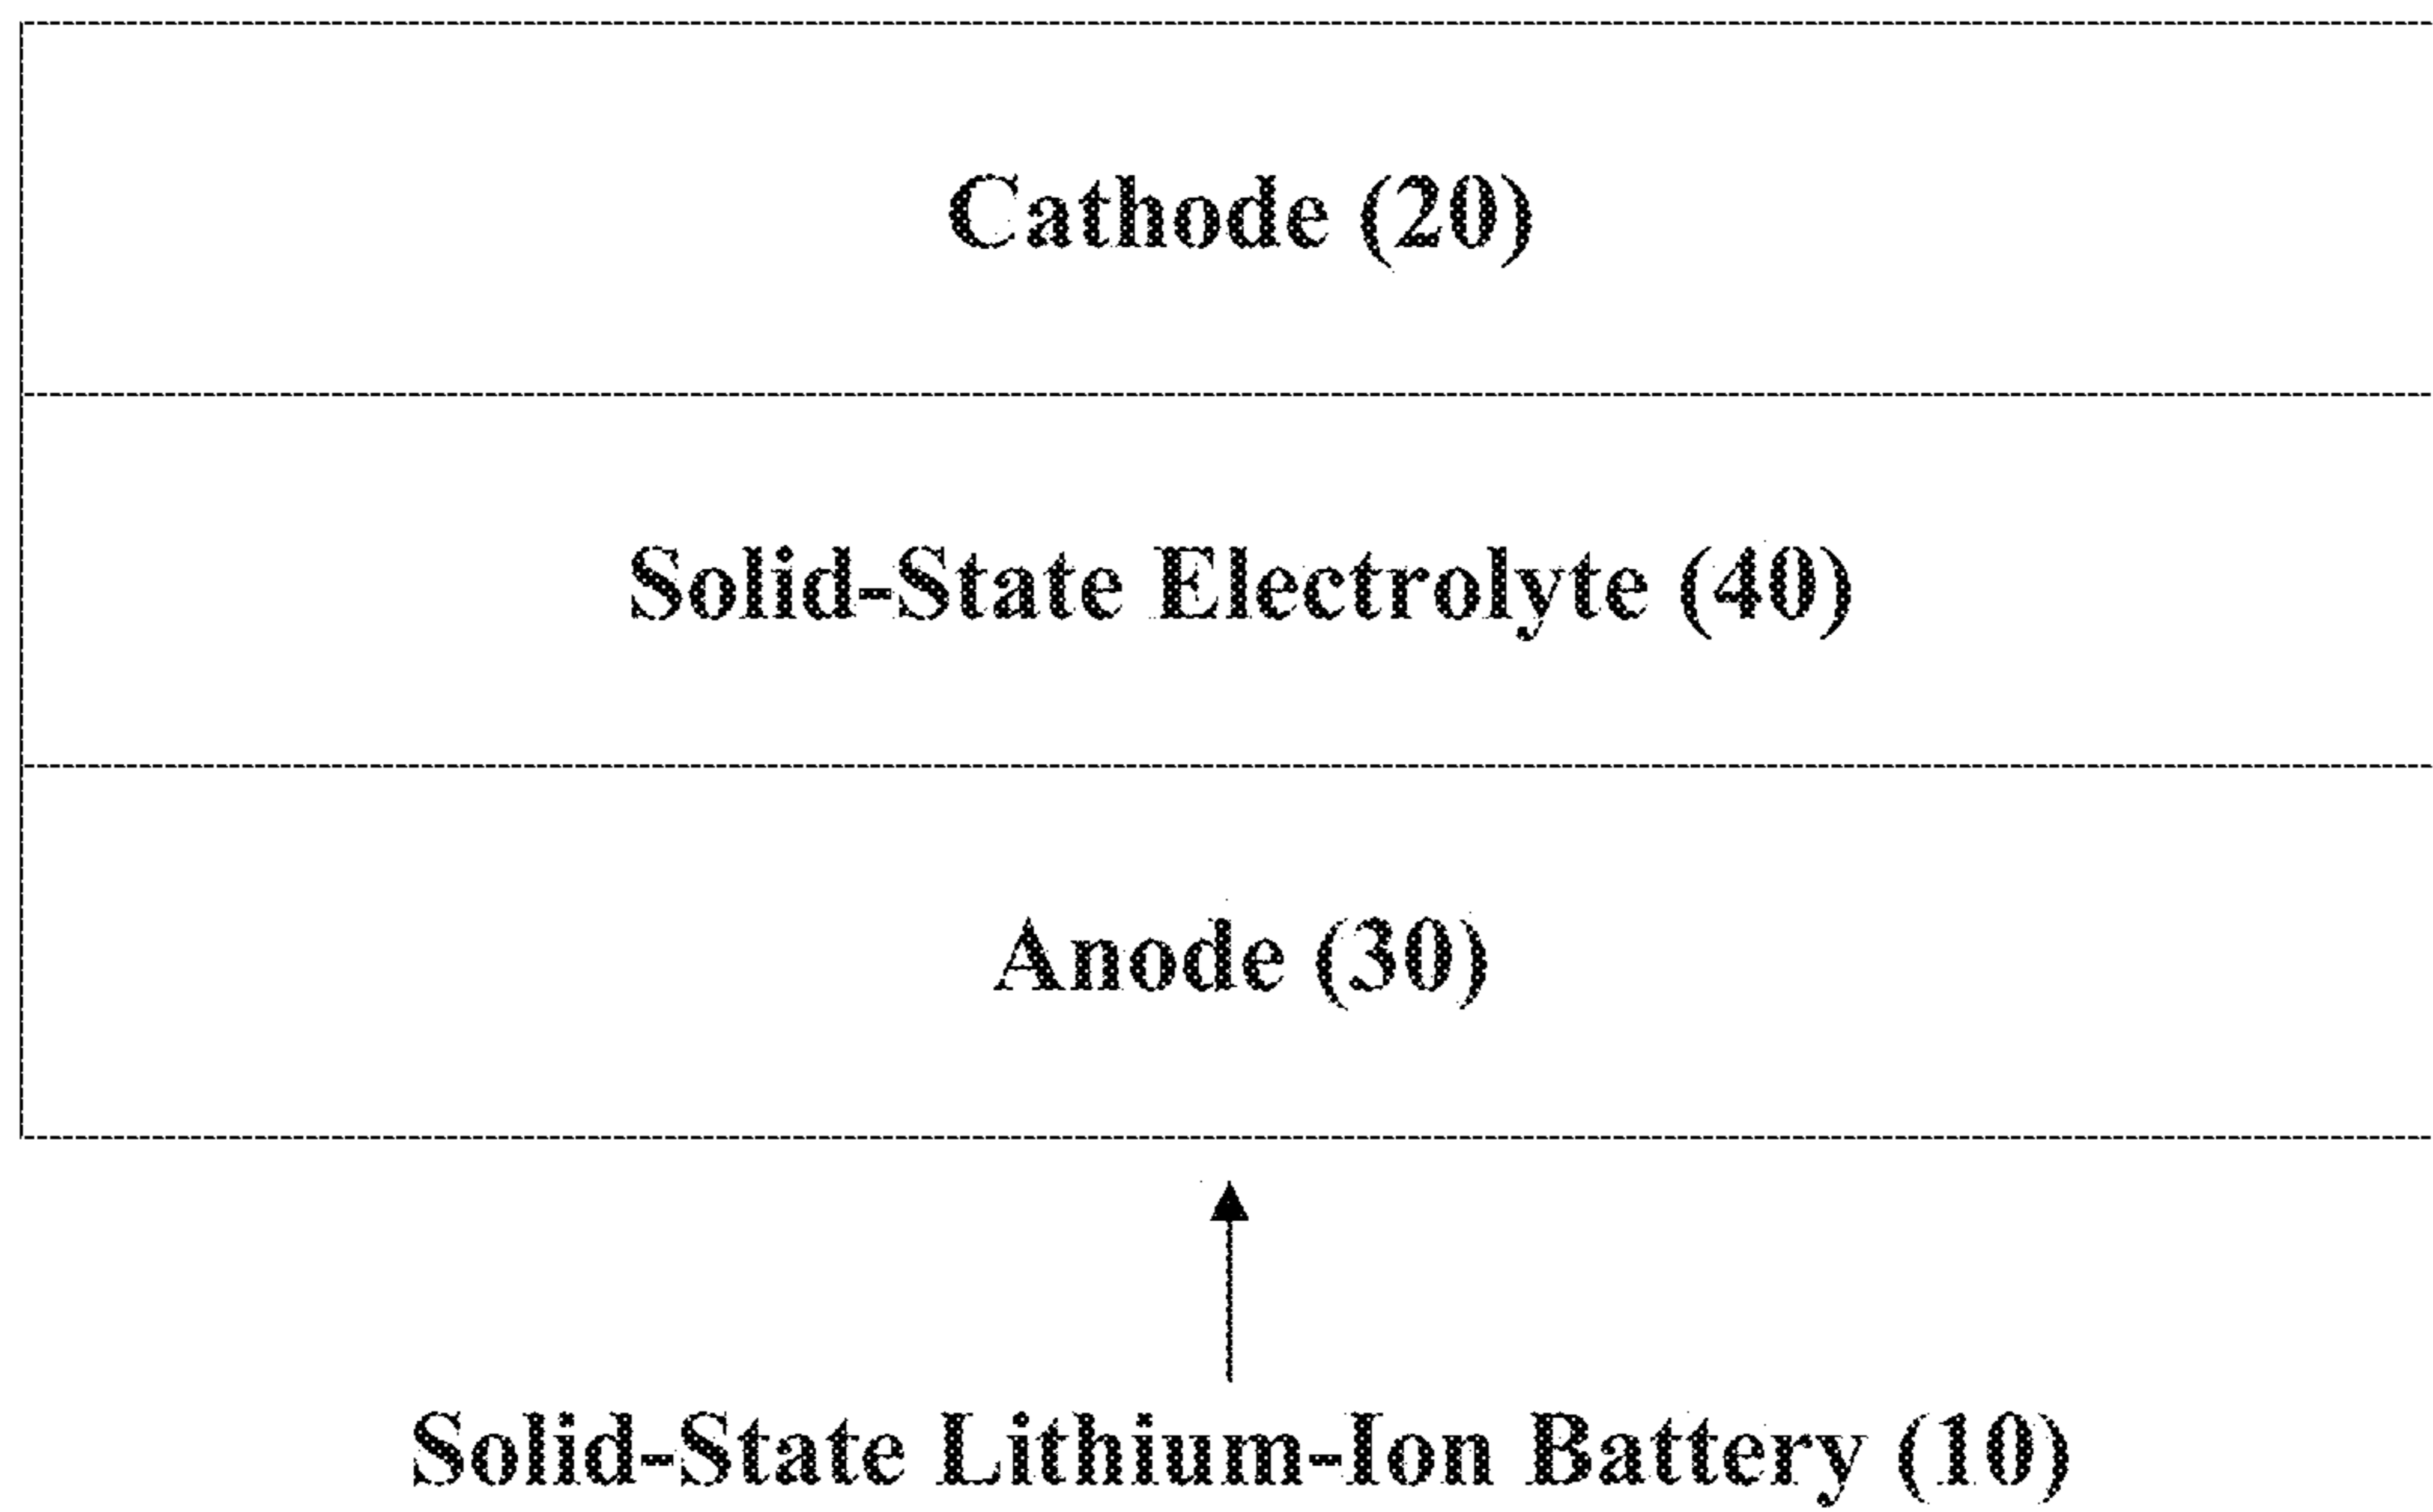 Cathode (20)
Solid-State Electrolyte (40)
Anode (30)
Solid-State Lithium-Ion Battery (10)